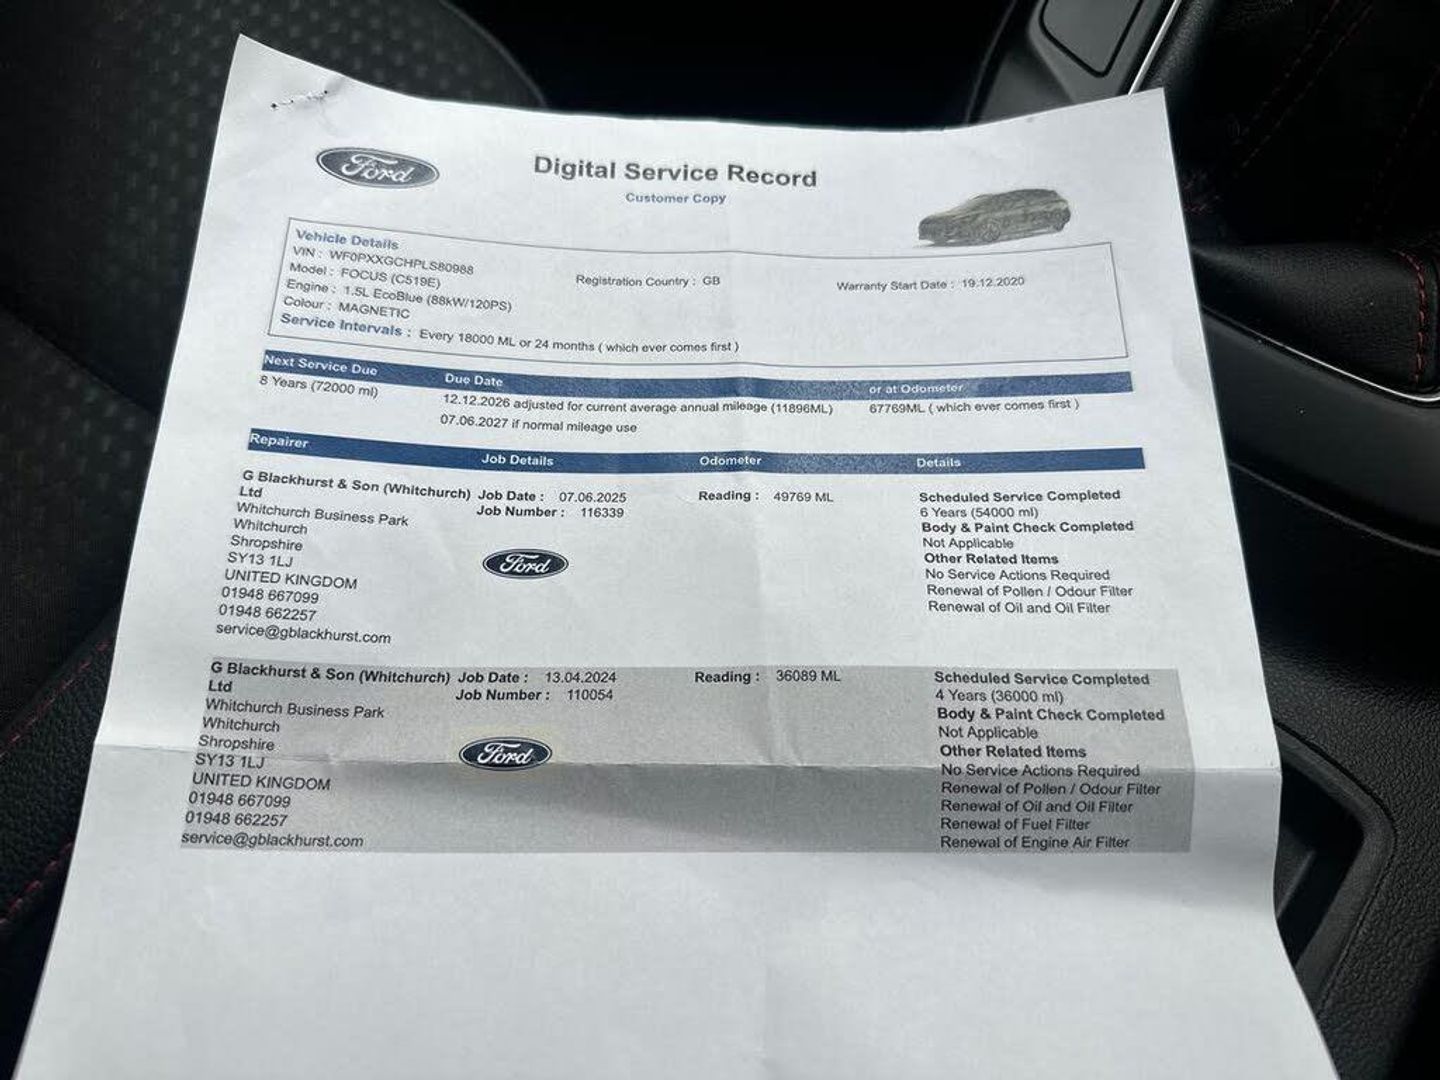 Ford
Digital Service Record
Customer Copy
Vehicle Details
VIN : WF0PXXGCHPLS80988
Model : FOCUS (C519E)
Registration Country : GB
Warranty Start Date : 19.12.2020
Engine : 1.5L EcoBlue (88kW/120PS)
Colour : MAGNETIC
Service Intervals : Every 18000 ML or 24 months ( which ever comes first )
Next Service Due Due Date or at Odometer
8 Years (72000 ml) 12.12.2026 adjusted for current average annual mileage (11896ML) 67769ML ( which ever comes first )
07.06.2027 if normal mileage use
Repairer Job Details Odometer Details
G Blackhurst & Son (Whitchurch) Job Date : 07.06.2025 Reading : 49769 ML Scheduled Service Completed
Ltd Job Number : 116339 6 Years (54000 ml)
Whitchurch Business Park Body & Paint Check Completed
Whitchurch Not Applicable
Shropshire Ford Other Related Items
SY13 1LJ No Service Actions Required
UNITED KINGDOM Renewal of Pollen / Odour Filter
01948 667099 Renewal of Oil and Oil Filter
01948 662257
service@gblackhurst.com
G Blackhurst & Son (Whitchurch) Job Date : 13.04.2024 Reading : 36089 ML Scheduled Service Completed
Ltd Job Number : 110054 4 Years (36000 ml)
Whitchurch Business Park Body & Paint Check Completed
Whitchurch Not Applicable
Shropshire Ford Other Related Items
SY13 1LJ No Service Actions Required
UNITED KINGDOM Renewal of Pollen / Odour Filter
01948 667099 Renewal of Oil and Oil Filter
01948 662257 Renewal of Fuel Filter
service@gblackhurst.com Renewal of Engine Air Filter